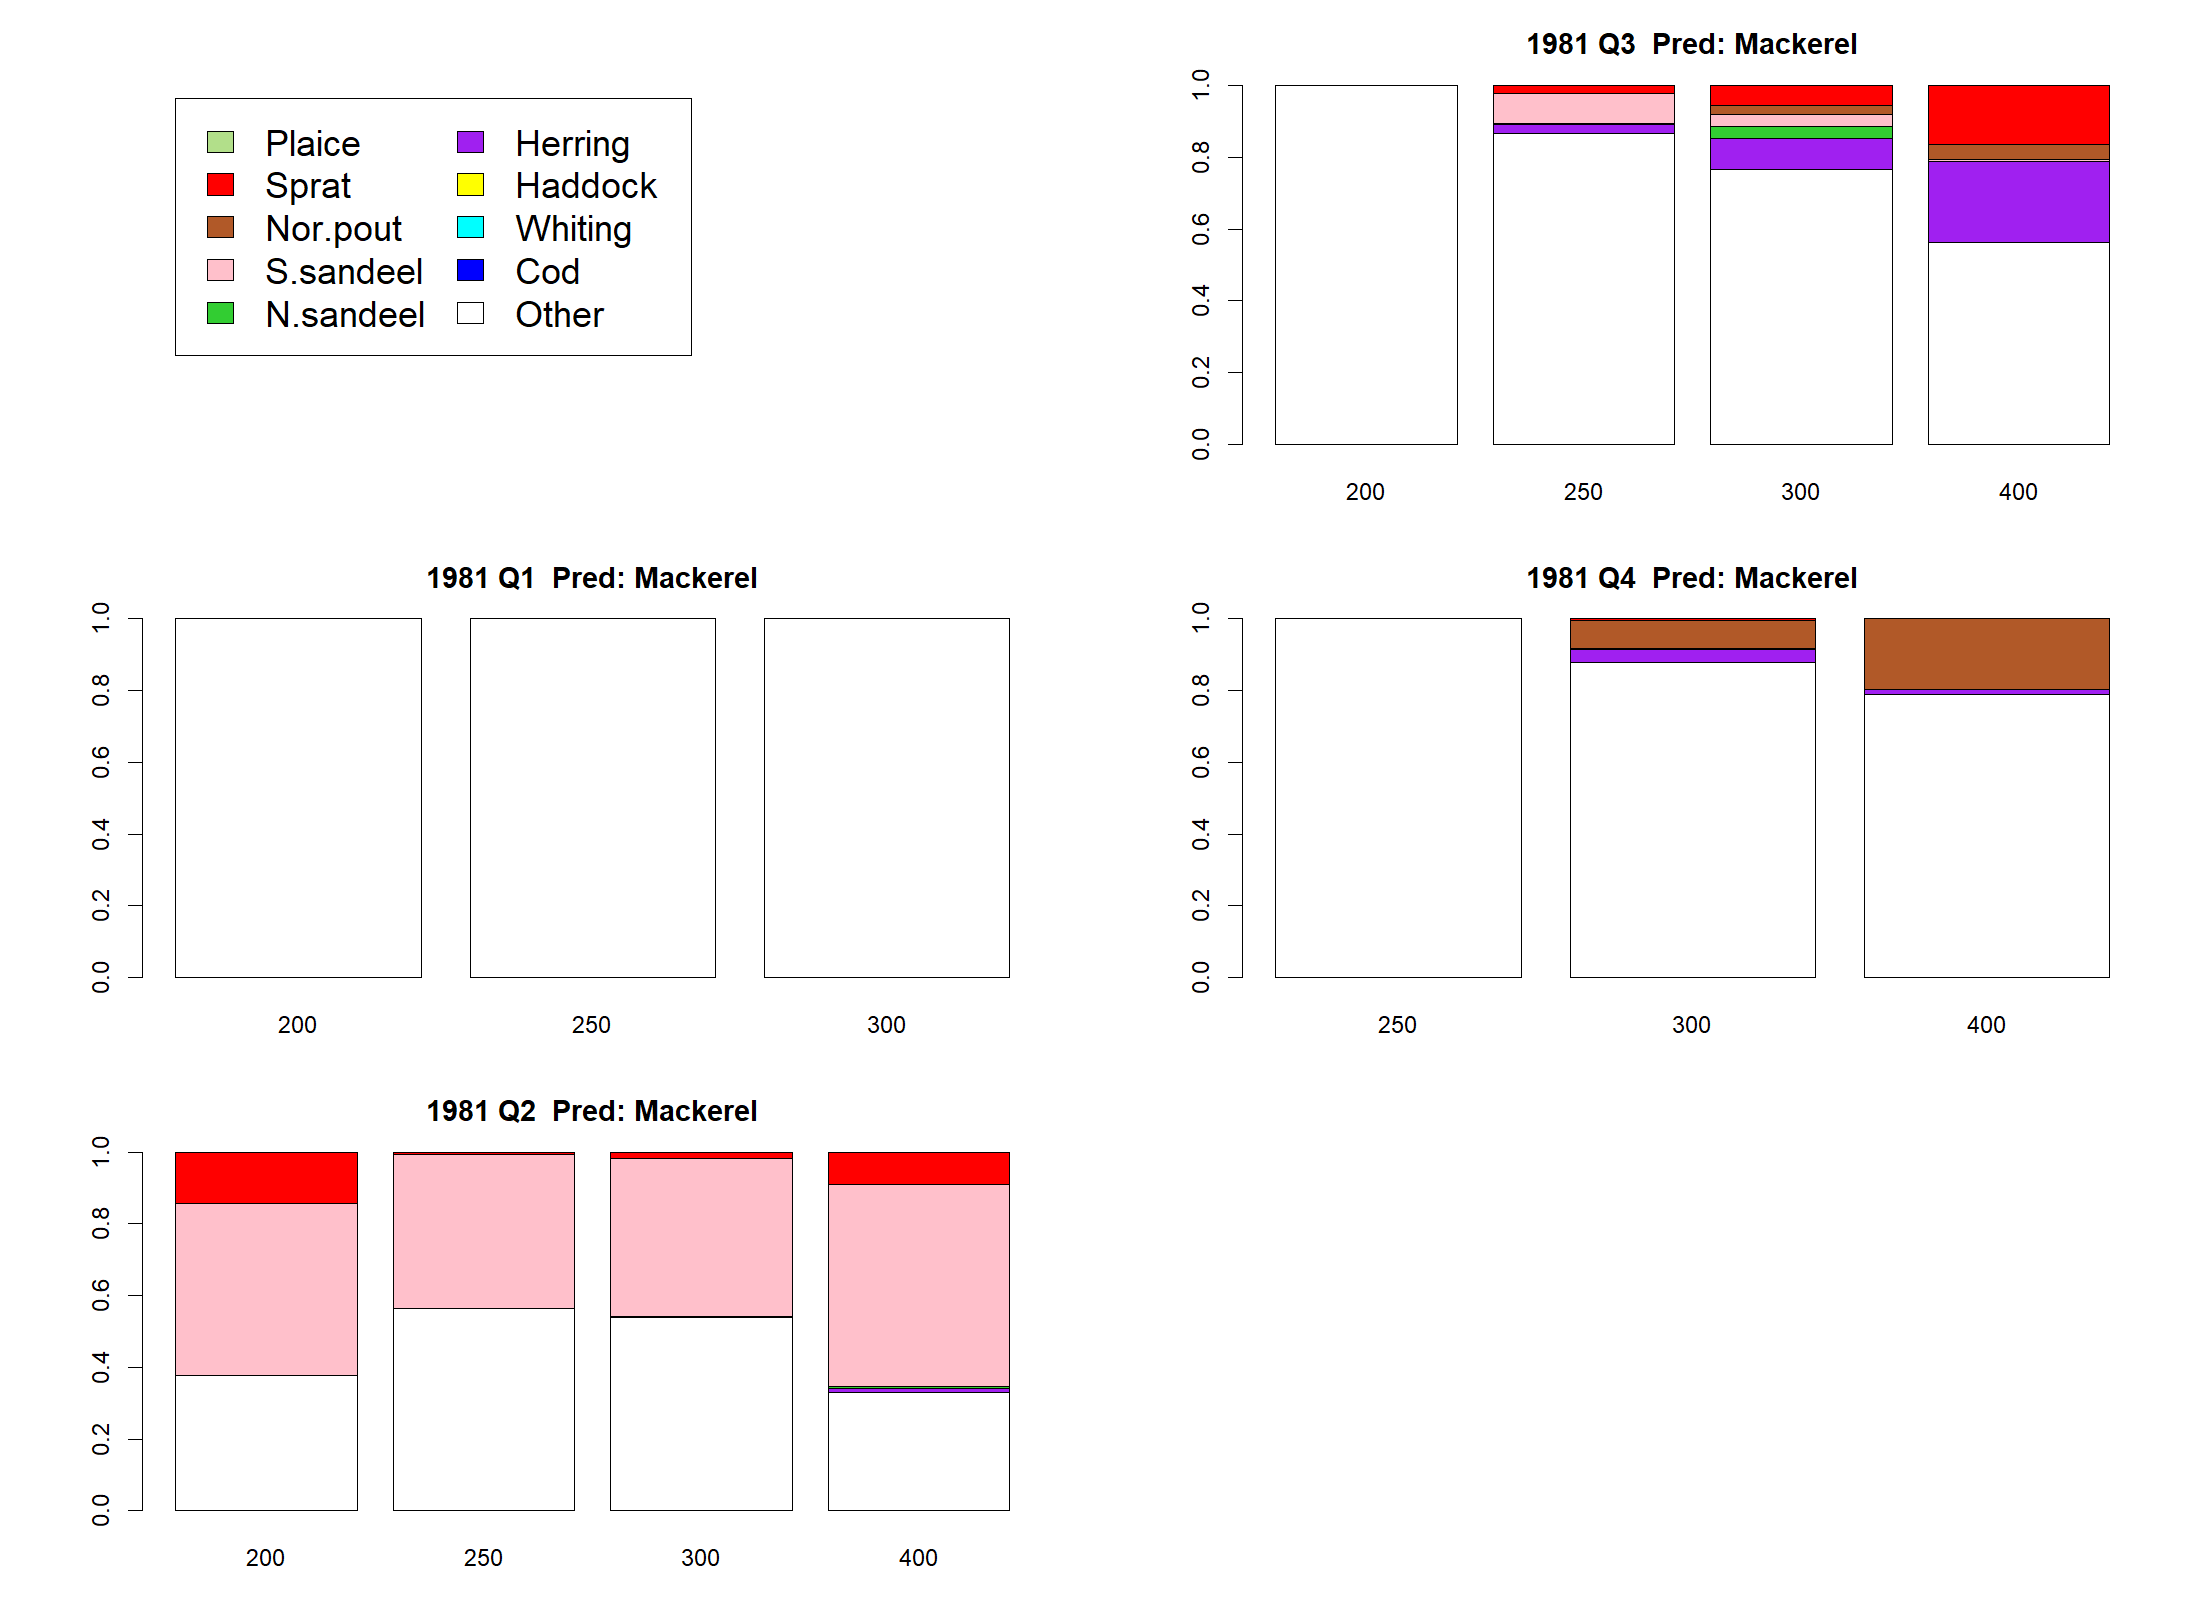 Plaice Herring
Sprat Haddock
Nor.pout Whiting
S.sandeel Cod
N.sandeel Other
1981 Q3  Pred: Mackerel
1.0
0.8
0.6
0.4
0.2
0.0
200 250 300 400
1981 Q1  Pred: Mackerel
1.0
0.8
0.6
0.4
0.2
0.0
200 250 300
1981 Q4  Pred: Mackerel
1.0
0.8
0.6
0.4
0.2
0.0
250 300 400
1981 Q2  Pred: Mackerel
1.0
0.8
0.6
0.4
0.2
0.0
200 250 300 400